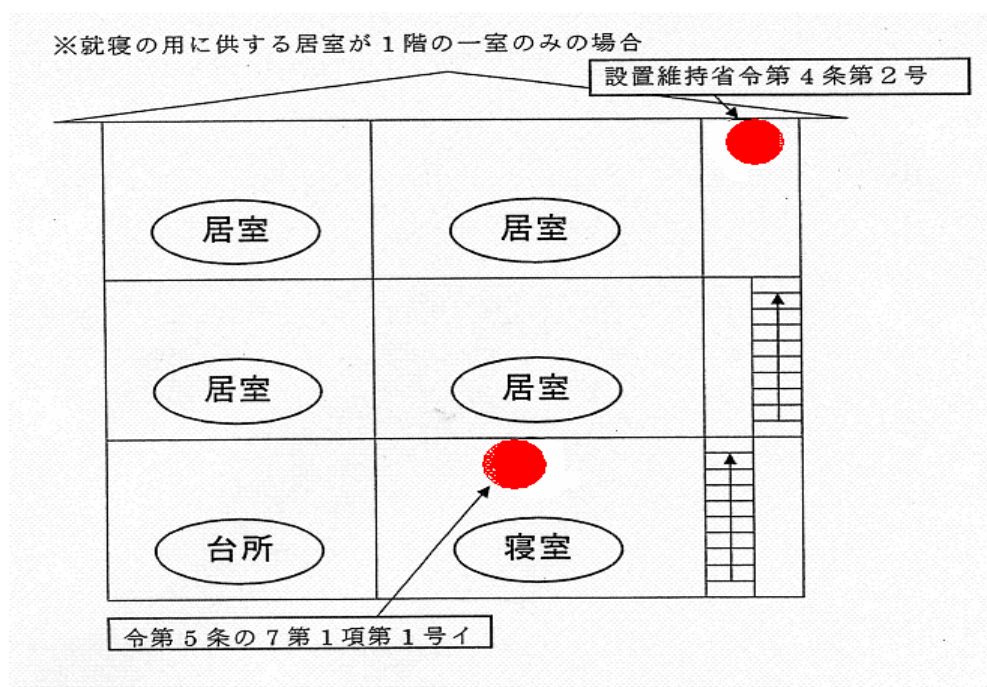 ※就寝の用に供する居室が1階の一室のみの場合
設置維持省令第4条第2号
居室
居室
居室
居室
台所
寝室
令第5条の7第1項第1号イ